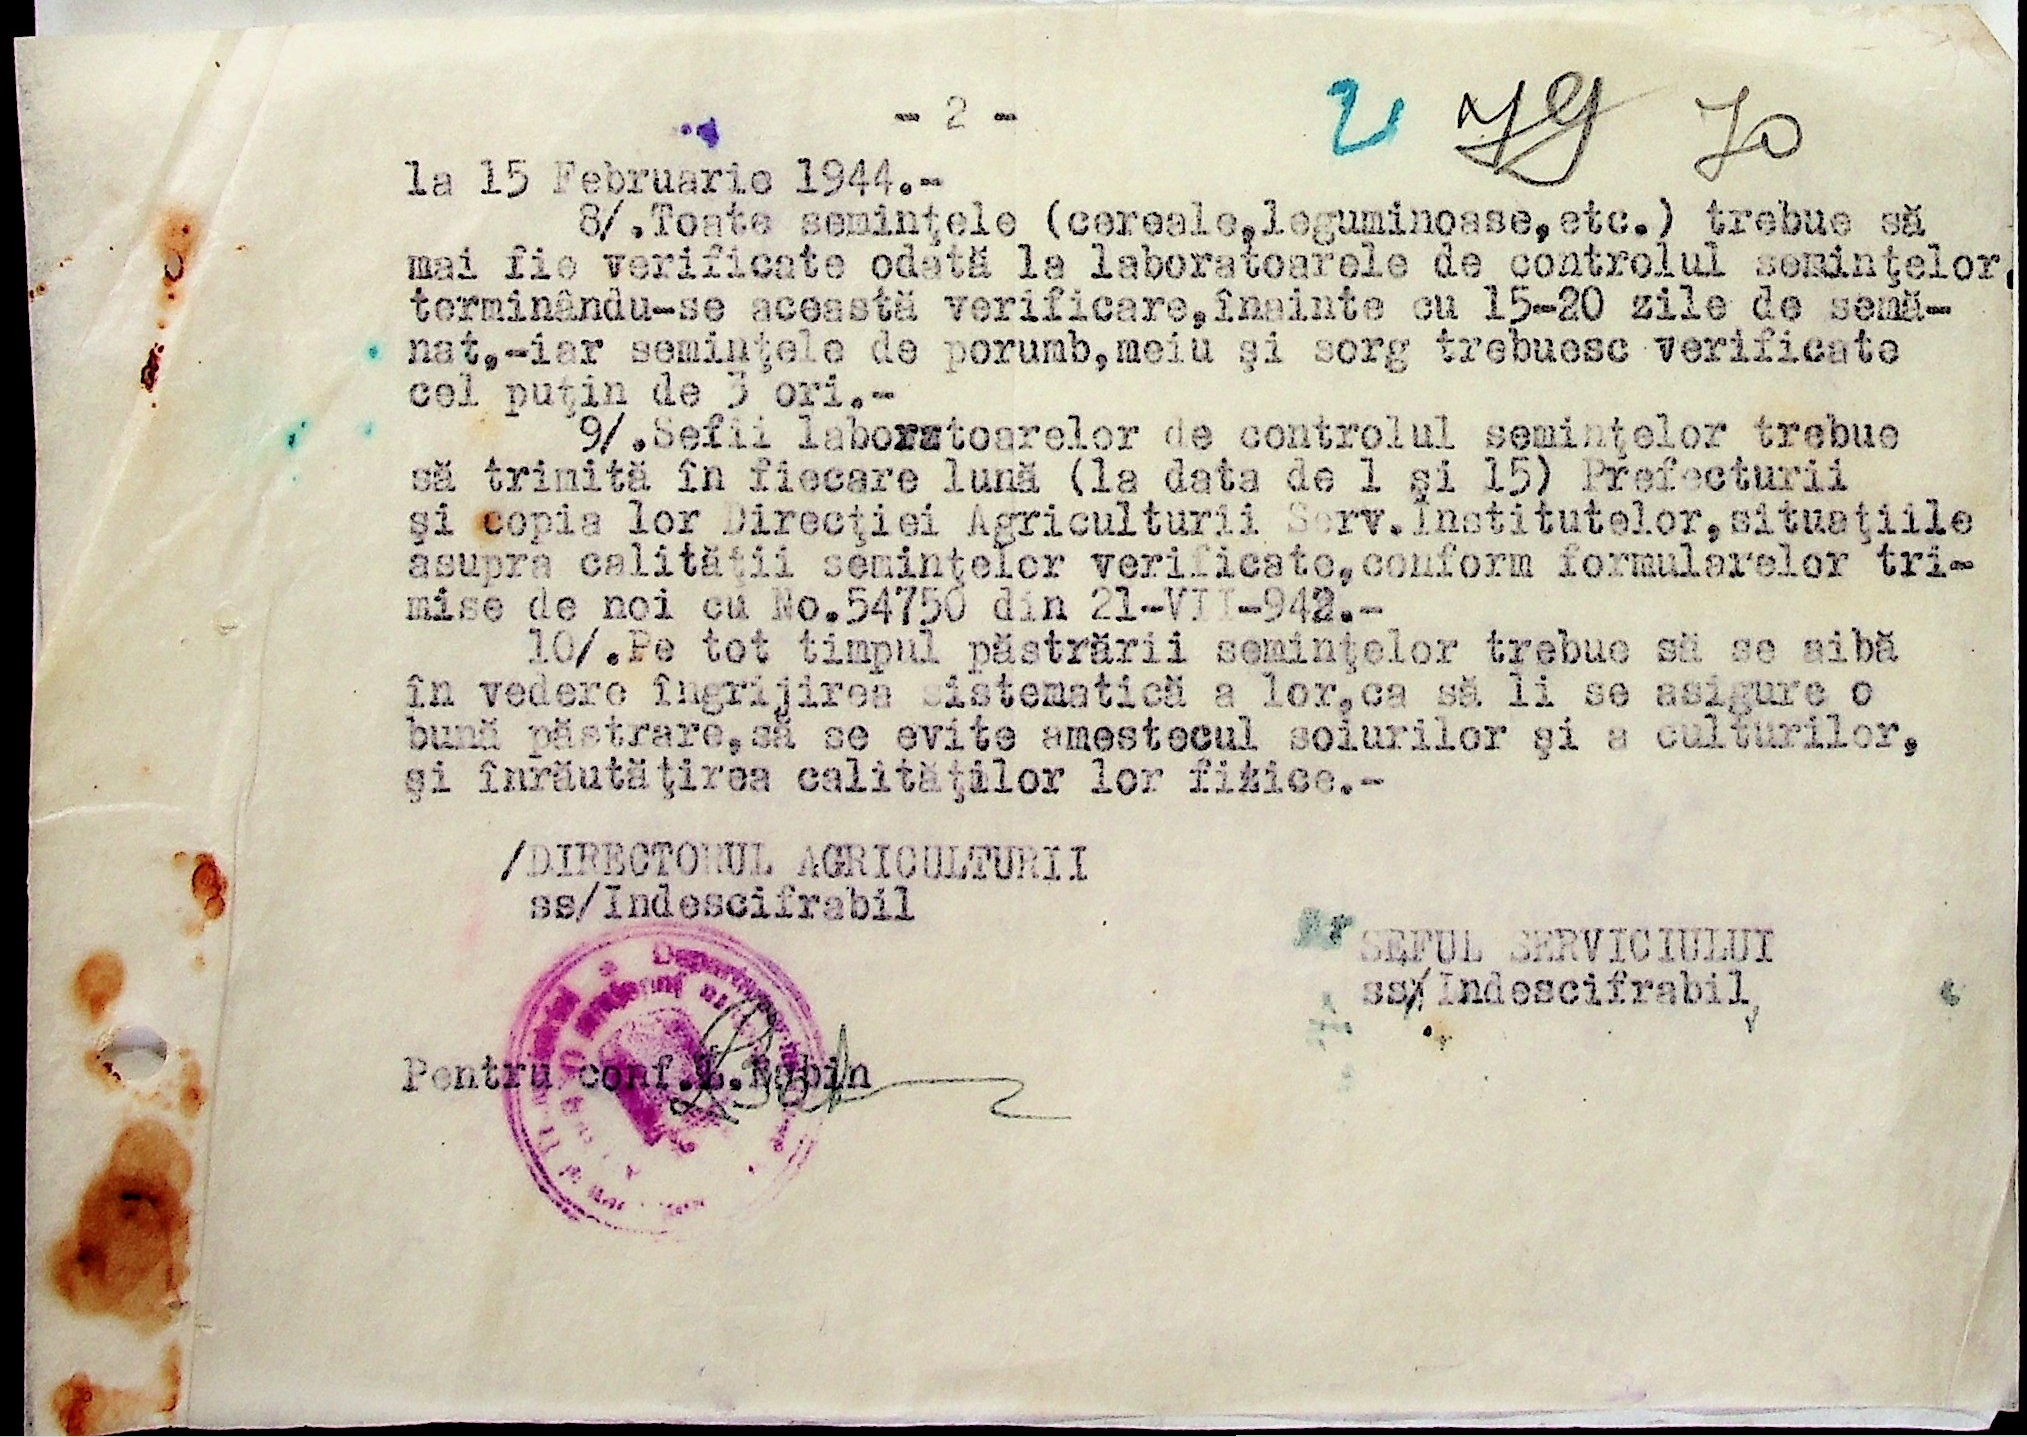 - 2 -
79 70
la 15 Februarie 1944.-
8/.Toate semințele (cereale,leguminoase,etc.) trebue să
mai fie verificate odată la laboratoarele de controlul semințelor,
terminându-se această verificare,înainte cu 15-20 zile de semă-
nat,-iar semințele de porumb,meiu și sorg trebuesc verificate
cel puțin de 3 ori.-
9/.Sefii laboratoarelor de controlul semințelor trebue
să trimită în fiecare lună (la data de 1 și 15) Prefecturii
și copia lor Direcției Agriculturii Serv.Institutelor,situațiile
asupra calității semințelor verificate,conform formularelor tri-
mise de noi cu No.54750 din 21-VII-942.-
10/.Pe tot timpul păstrării semințelor trebue să se aibă
în vedere îngrijirea sistematică a lor,ca să li se asigure o
bună păstrare,să se evite amestecul soiurilor și a culturilor,
și înrăutățirea calităților lor fizice.-
/DIRECTORUL AGRICULTURII
ss/Indescifrabil
SEFUL SERVICIULUI
ss/Indescifrabil
Pentru conf.L.Robin